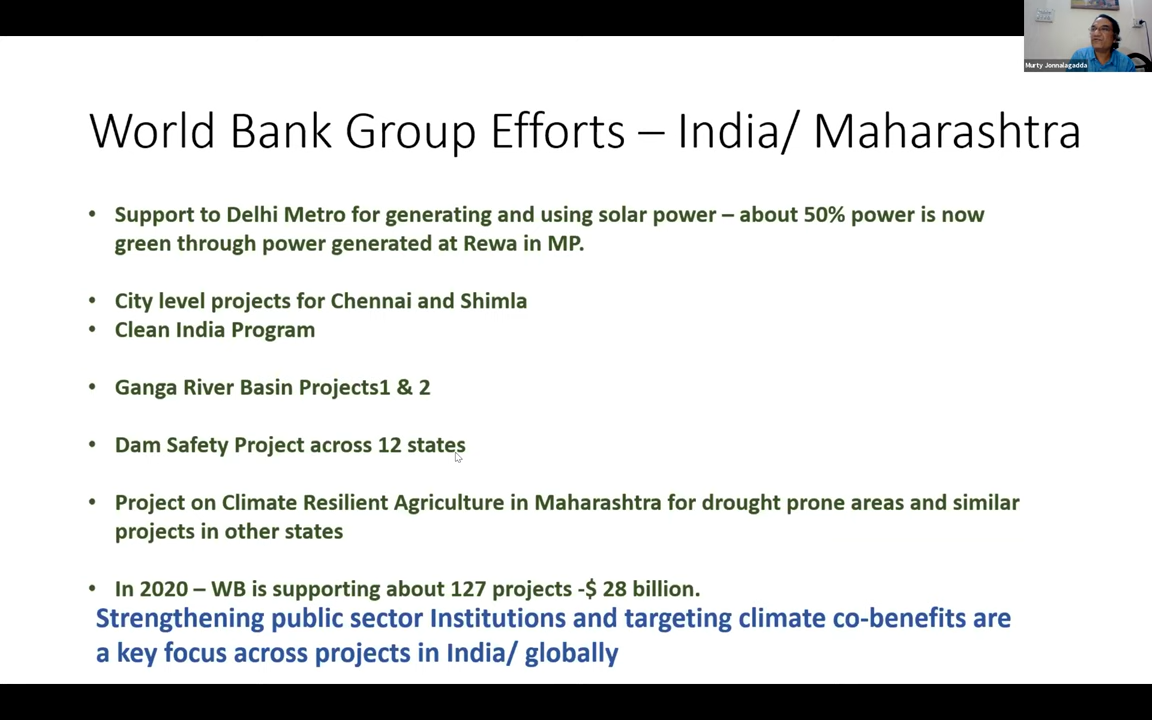 Murty Jonnalagadda
World Bank Group Efforts – India/ Maharashtra
• Support to Delhi Metro for generating and using solar power – about 50% power is now
green through power generated at Rewa in MP.
• City level projects for Chennai and Shimla
• Clean India Program
• Ganga River Basin Projects1 & 2
• Dam Safety Project across 12 states
• Project on Climate Resilient Agriculture in Maharashtra for drought prone areas and similar
projects in other states
• In 2020 – WB is supporting about 127 projects -$ 28 billion.
Strengthening public sector Institutions and targeting climate co-benefits are
a key focus across projects in India/ globally